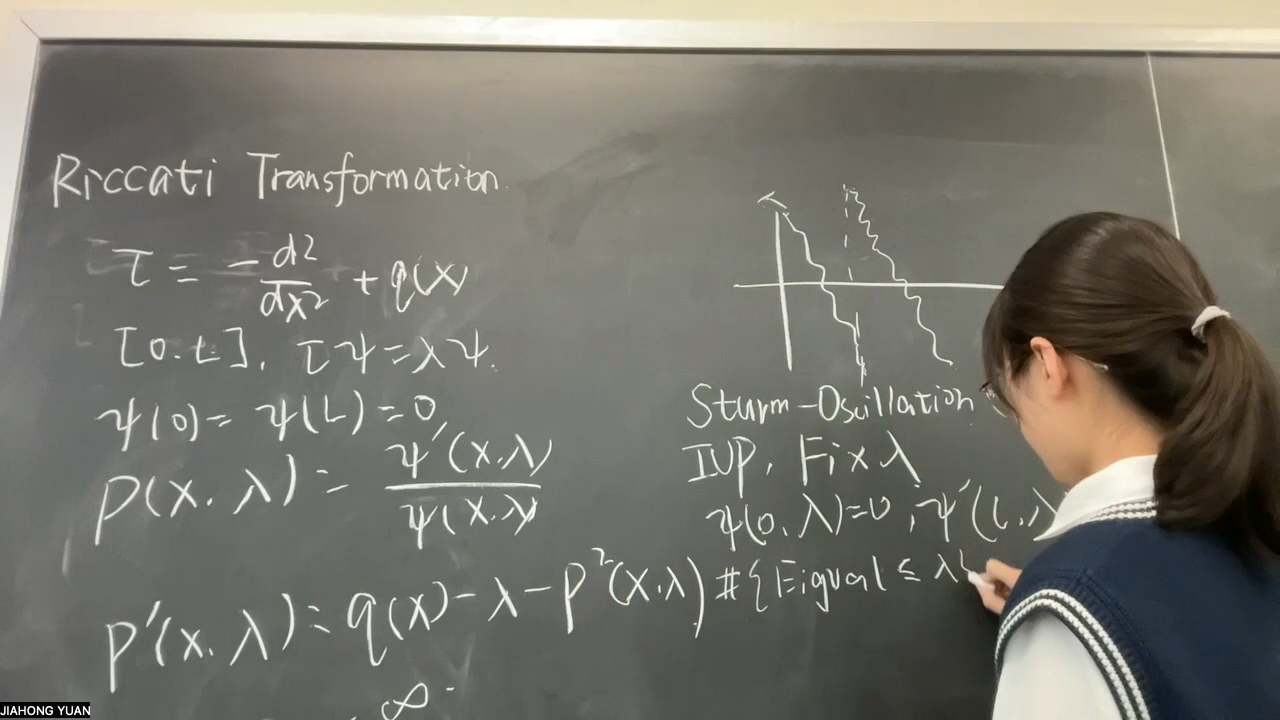 Riccati Transformation.
τ = -d²/dx² + q(x)
[0.L], τψ=λψ.
ψ(0)= ψ(L)=0
P(x.λ)= ψ'(x.λ)/ψ(x.λ)
P'(x.λ)= q(x)-λ-P²(x.λ)
∞
Sturm-Oscillation
IVP, Fix λ
ψ(0,λ)=0, ψ'(L,λ
#{Eigval ≤ λ}
JIAHONG YUAN